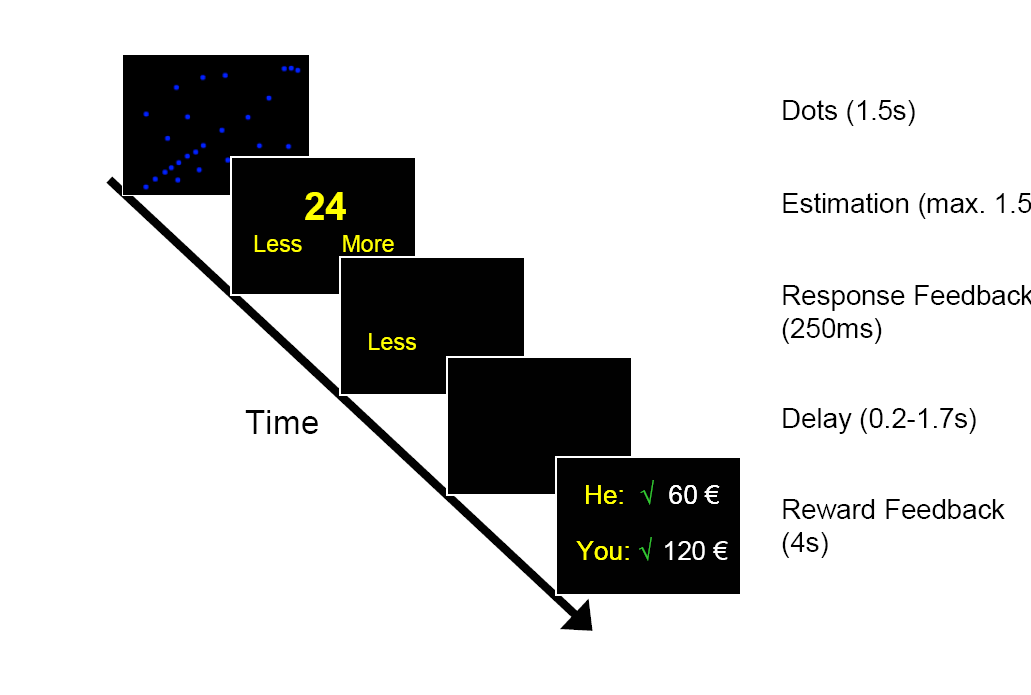 Dots (1.5s)
24
Less More
Estimation (max. 1.5
Less
Response Feedback
(250ms)
Time
Delay (0.2-1.7s)
He: √ 60 €
You: √ 120 €
Reward Feedback
(4s)